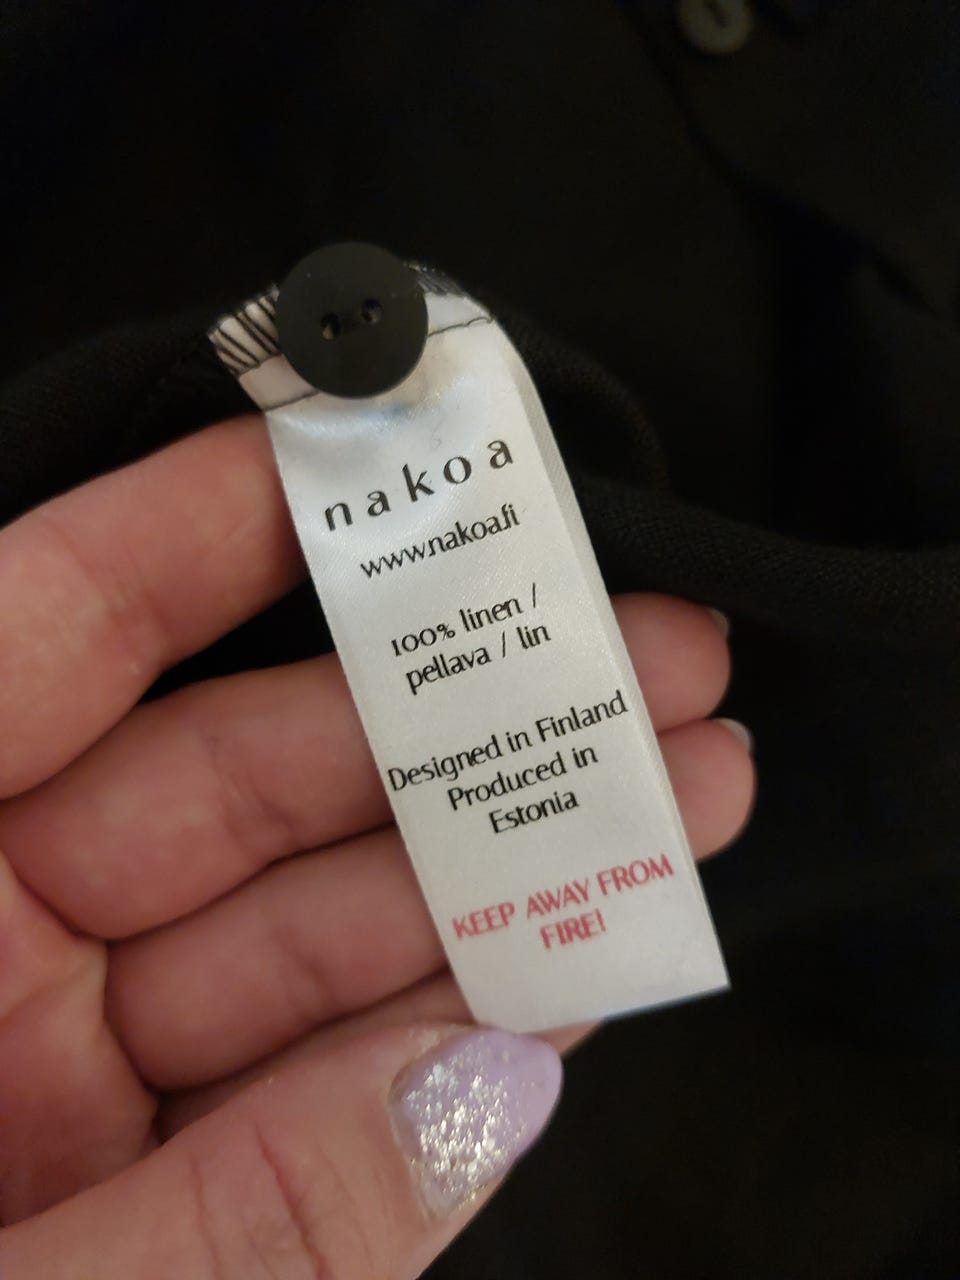 nakoa
www.nakoa.fi
100% linen /
pellava / lin
Designed in Finland
Produced in
Estonia
KEEP AWAY FROM
FIRE!